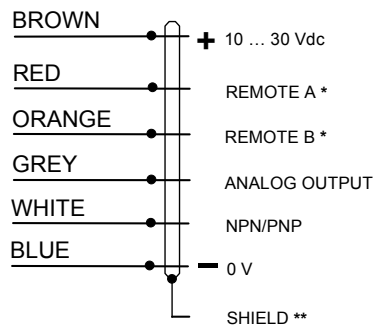 BROWN + 10 … 30 Vdc
RED REMOTE A *
ORANGE REMOTE B *
GREY ANALOG OUTPUT
WHITE NPN/PNP
BLUE − 0 V
SHIELD **